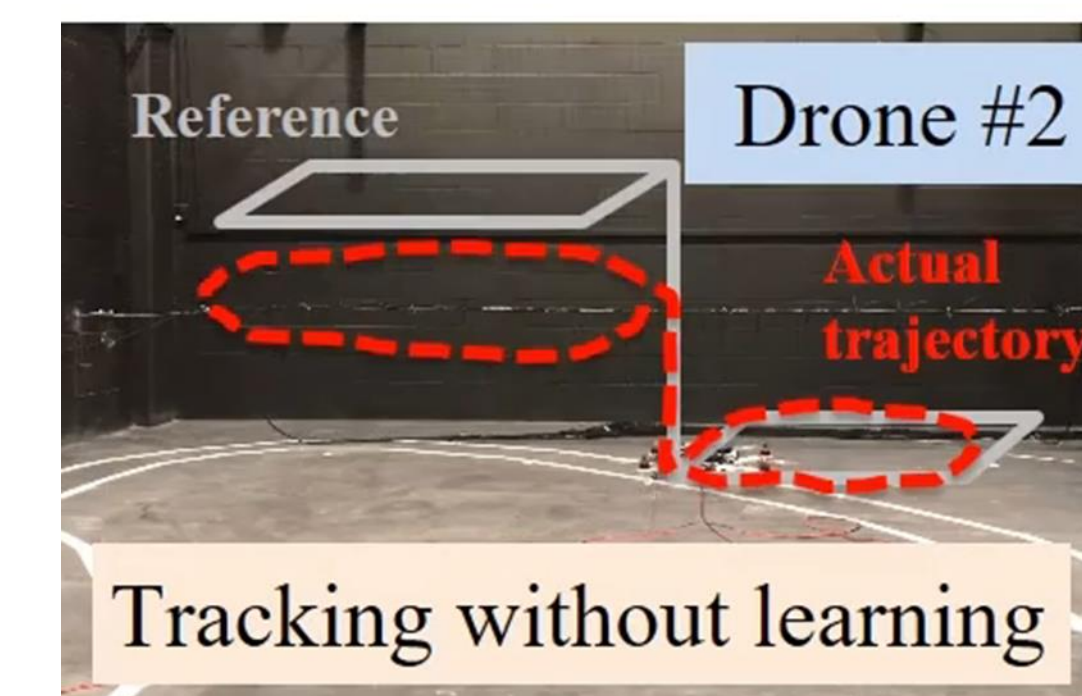 Reference
Drone #2
Actual
trajectory
Tracking without learning